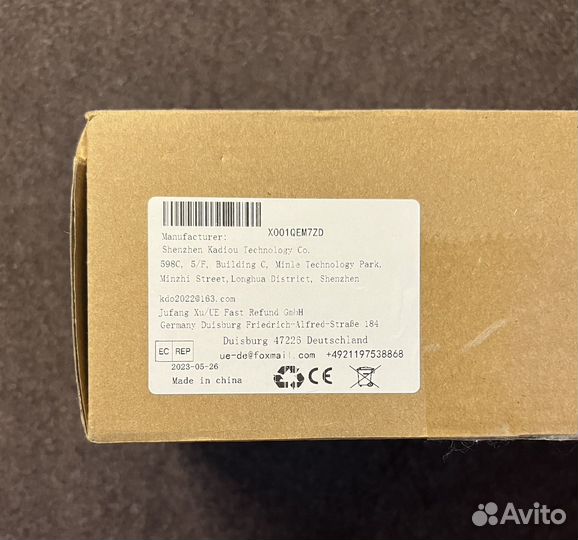 X001QEM7ZD
Manufacturer:
Shenzhen Kadiou Technology Co,
598C, 5/F, Building C, Minle Technology Park,
Minzhi Street,Longhua District, Shenzhen
kdo2022@163.com
Jufang Xu/UE Fast Refund GmbH
Germany Duisburg Friedrich-Alfred-Straße 184
Duisburg 47226 Deutschland
EC REP
ue-de@foxmail.com +4921197538868
2023-05-26
Made in china
CE
Avito